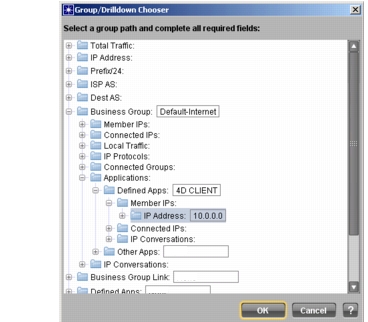 Group/Drilldown Chooser
Select a group path and complete all required fields:
Total Traffic:
IP Address:
Prefix/24:
ISP AS:
Dest AS:
Business Group: Default-Internet
Member IPs:
Connected IPs:
Local Traffic:
IP Protocols:
Connected Groups:
Applications:
Defined Apps: 4D CLIENT
Member IPs:
IP Address: 10.0.0.0
Connected IPs:
IP Conversations:
Other Apps:
IP Conversations:
Business Group Link:
Defined Apps:
OK Cancel ?